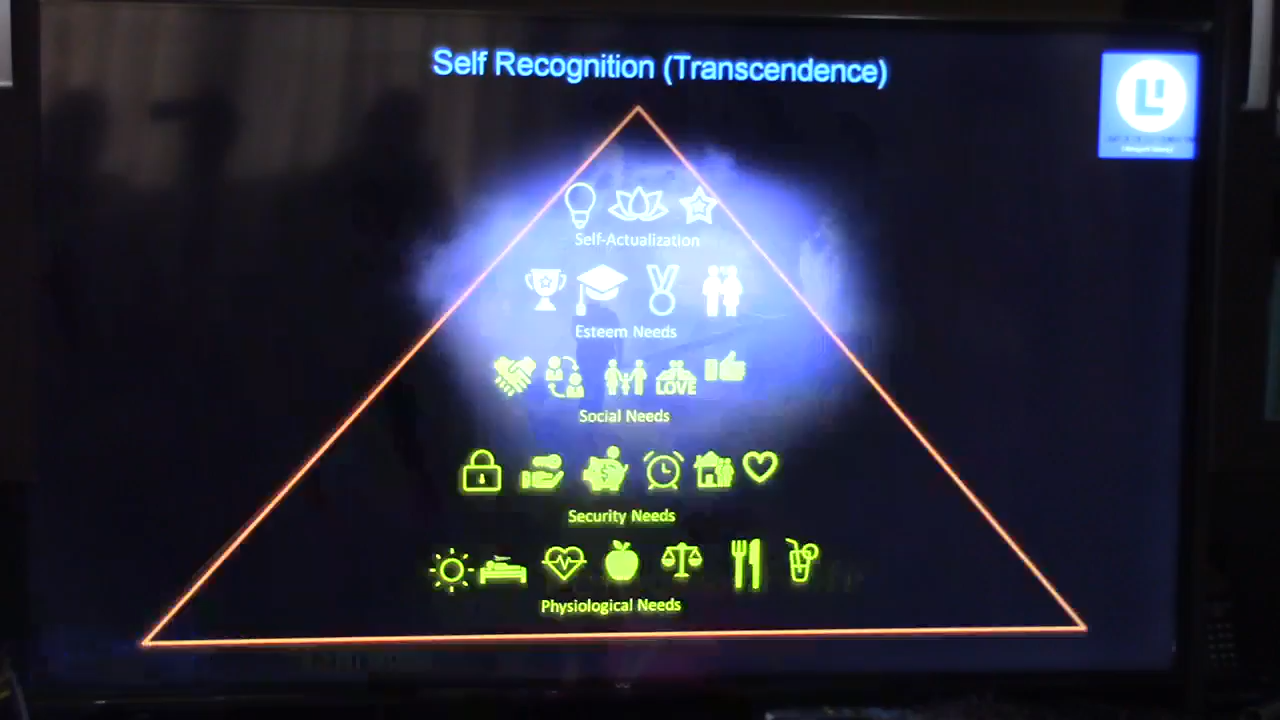 Self Recognition (Transcendence)
Self-Actualization
Esteem Needs
LOVE
Social Needs
Security Needs
Physiological Needs